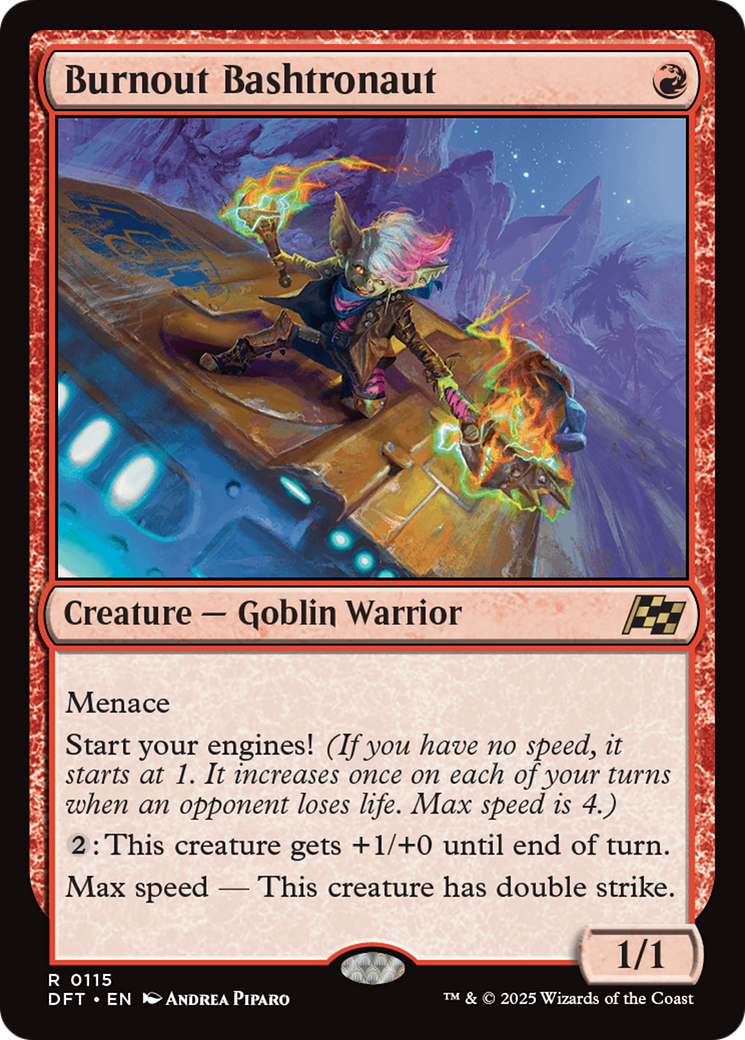 Burnout Bashtronaut
Creature — Goblin Warrior
Menace
Start your engines! (If you have no speed, it
starts at 1. It increases once on each of your turns
when an opponent loses life. Max speed is 4.)
2: This creature gets +1/+0 until end of turn.
Max speed — This creature has double strike.
1/1
R 0115
DFT • EN Andrea Piparo
™ & © 2025 Wizards of the Coast